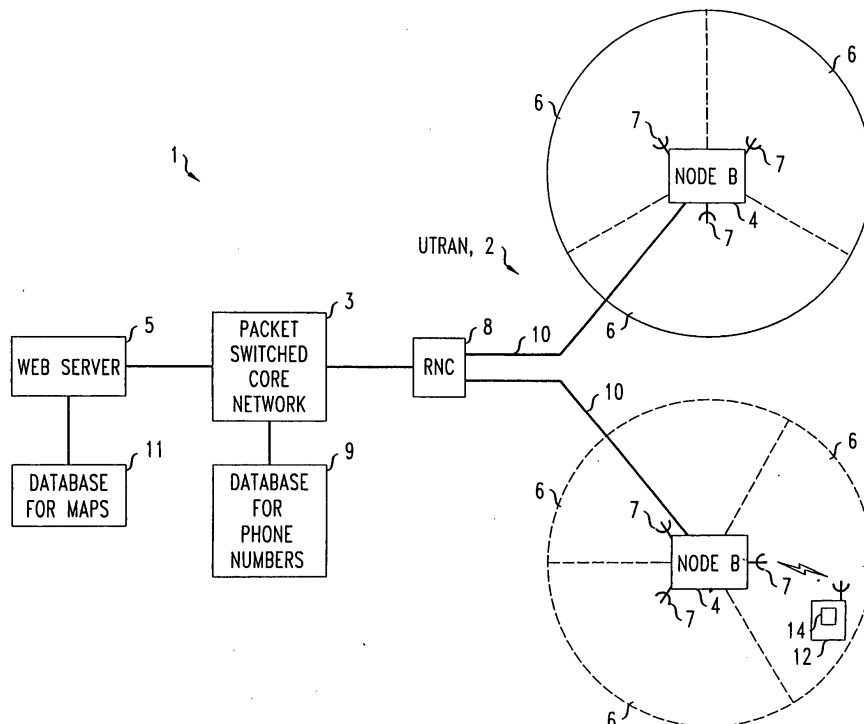 6
6
7
7
NODE B
4
7
1
UTRAN, 2
6
5
WEB SERVER
3
PACKET
SWITCHED
CORE
NETWORK
8
RNC
10
10
11
DATABASE
FOR MAPS
9
DATABASE
FOR
PHONE
NUMBERS
6
6
7
NODE B
7
4
7
14
12
6